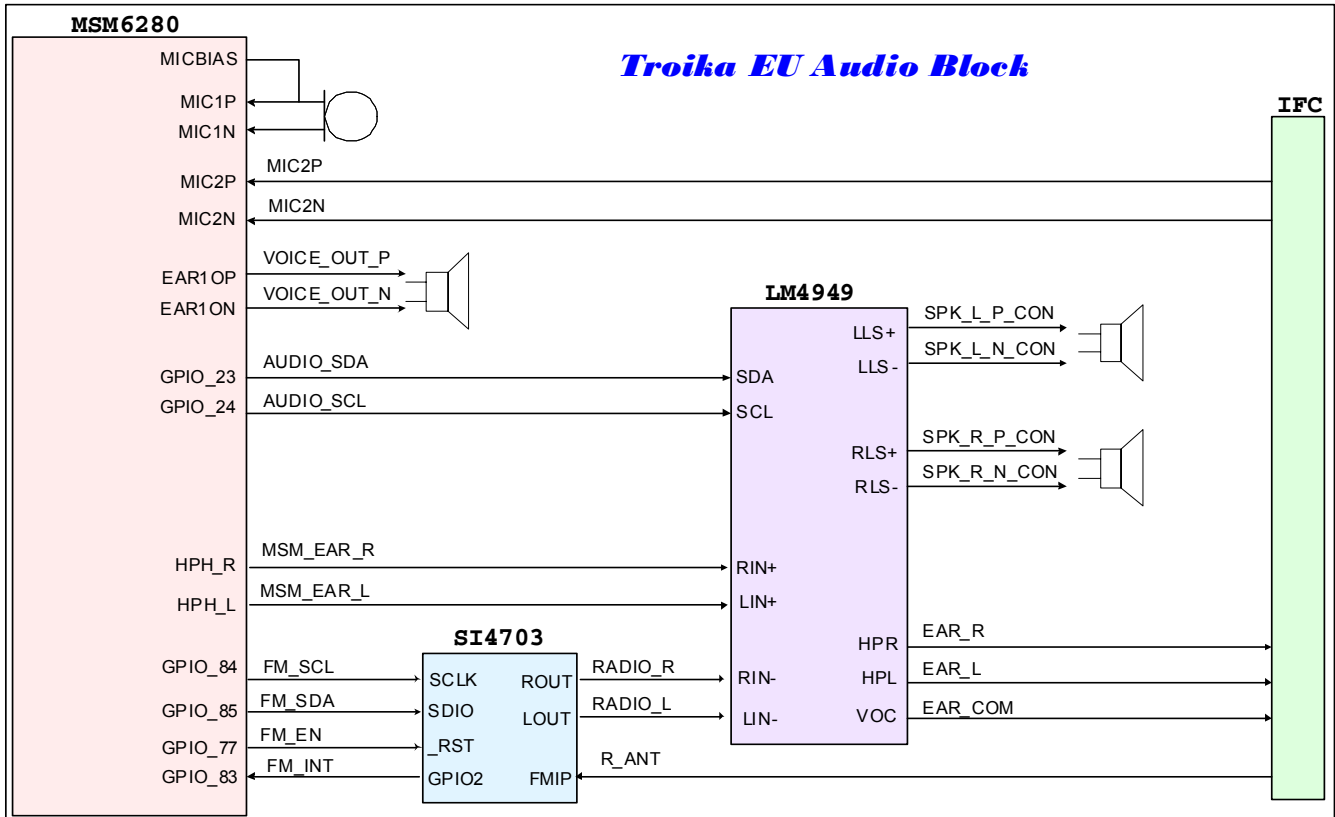 MSM6280
Troika EU Audio Block
IFC
MICBIAS
MIC1P
MIC1N
MIC2P
MIC2P
MIC2N
MIC2N
EAR1OP
VOICE_OUT_P
EAR1ON
VOICE_OUT_N
LM4949
LLS+
SPK_L_P_CON
LLS-
SPK_L_N_CON
GPIO_23
AUDIO_SDA
SDA
GPIO_24
AUDIO_SCL
SCL
RLS+
SPK_R_P_CON
RLS-
SPK_R_N_CON
HPH_R
MSM_EAR_R
RIN+
HPH_L
MSM_EAR_L
LIN+
SI4703
HPR
EAR_R
GPIO_84
FM_SCL
SCLK
ROUT
RADIO_R
RIN-
HPL
EAR_L
GPIO_85
FM_SDA
SDIO
LOUT
RADIO_L
LIN-
VOC
EAR_COM
GPIO_77
FM_EN
_RST
GPIO_83
FM_INT
GPIO2
FMIP
R_ANT